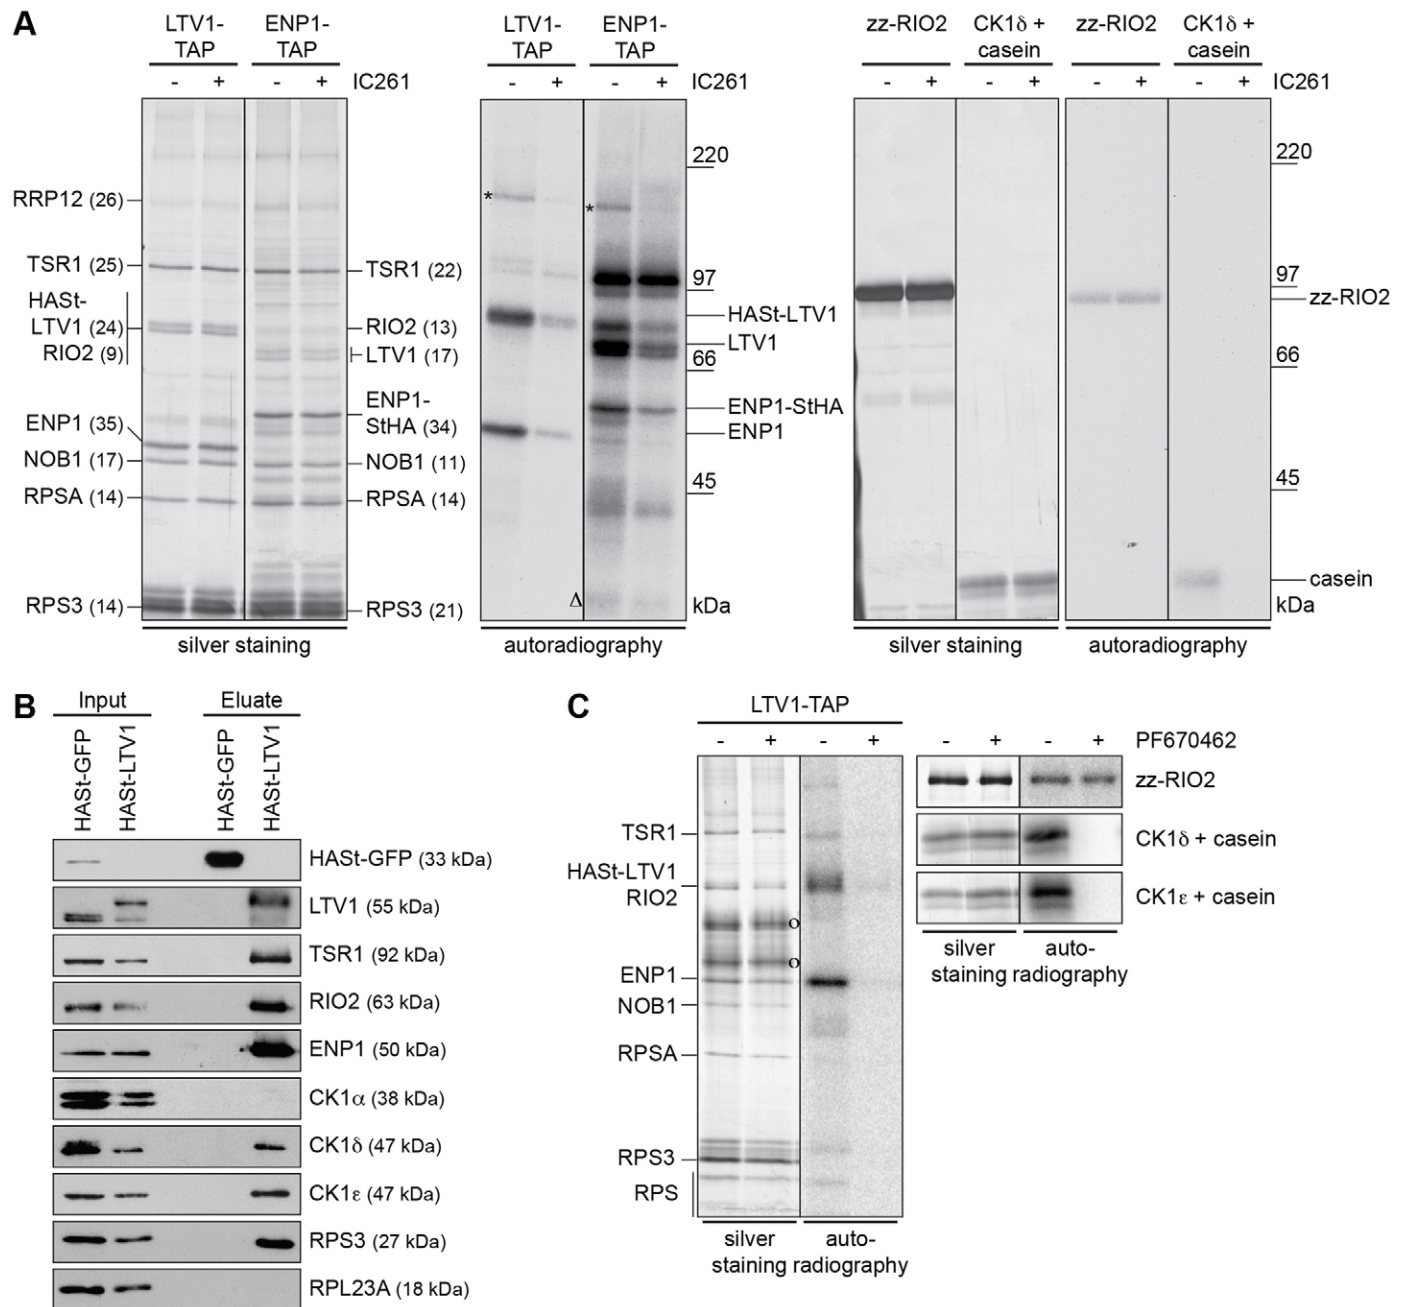 A
LTV1-
TAP
ENP1-
TAP
- + - + IC261
RRP12 (26)
TSR1 (25)
HASt-
LTV1 (24)
RIO2 (9)
ENP1 (35)
NOB1 (17)
RPSA (14)
RPS3 (14)
TSR1 (22)
RIO2 (13)
LTV1 (17)
ENP1-
StHA (34)
NOB1 (11)
RPSA (14)
RPS3 (21)
silver staining
LTV1-
TAP
ENP1-
TAP
- + - + IC261
*
*
Δ
220
97
HASt-LTV1
LTV1
66
ENP1-StHA
ENP1
45
kDa
autoradiography
zz-RIO2
CK1δ +
casein
zz-RIO2
CK1δ +
casein
- + - + - + - + IC261
220
97
zz-RIO2
66
45
casein
kDa
silver staining
autoradiography
B
Input
Eluate
HASt-GFP
HASt-LTV1
HASt-GFP
HASt-LTV1
HASt-GFP (33 kDa)
LTV1 (55 kDa)
TSR1 (92 kDa)
RIO2 (63 kDa)
ENP1 (50 kDa)
CK1α (38 kDa)
CK1δ (47 kDa)
CK1ε (47 kDa)
RPS3 (27 kDa)
RPL23A (18 kDa)
C
LTV1-TAP
- + - +
TSR1
HASt-LTV1
RIO2
o
o
ENP1
NOB1
RPSA
RPS3
RPS
silver
staining
auto-
radiography
- + - + PF670462
zz-RIO2
CK1δ + casein
CK1ε + casein
silver
staining
auto-
radiography